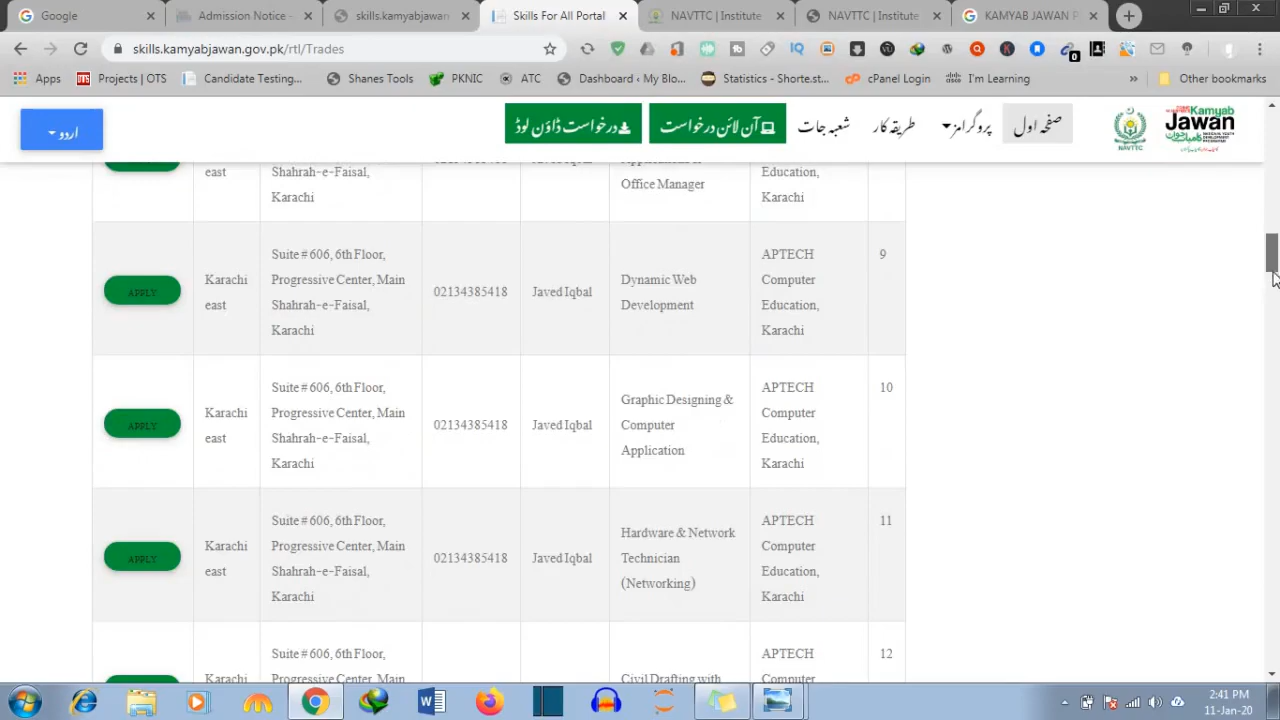 Google
Admission Notice -
skills.kamyabjawan
Skills For All Portal
NAVTTC | Institute
NAVTTC | Institute
KAMYAB JAWAN P
skills.kamyabjawan.gov.pk/rtl/Trades
Apps
Projects | OTS
Candidate Testing...
Shanes Tools
PKNIC
ATC
Dashboard ‹ My Blo...
Statistics - Shorte.st...
cPanel Login
I'm Learning
»
Other bookmarks
اردو
درخواست ڈاؤن لوڈ
آن لائن درخواست
شعبہ جات
طریقہ کار
پروگرامز
صفحہ اول
NAVTTC
Kamyab
Jawan
east
Shahrah-e-Faisal,
Karachi
Office Manager
Education,
Karachi
APPLY
Karachi
east
Suite # 606, 6th Floor,
Progressive Center, Main
Shahrah-e-Faisal,
Karachi
02134385418
Javed Iqbal
Dynamic Web
Development
APTECH
Computer
Education,
Karachi
9
APPLY
Karachi
east
Suite # 606, 6th Floor,
Progressive Center, Main
Shahrah-e-Faisal,
Karachi
02134385418
Javed Iqbal
Graphic Designing &
Computer
Application
APTECH
Computer
Education,
Karachi
10
APPLY
Karachi
east
Suite # 606, 6th Floor,
Progressive Center, Main
Shahrah-e-Faisal,
Karachi
02134385418
Javed Iqbal
Hardware & Network
Technician
(Networking)
APTECH
Computer
Education,
Karachi
11
Karachi
Suite # 606, 6th Floor,
Progressive Center, Main
Civil Drafting with
APTECH
Computer
12
2:41 PM
11-Jan-20